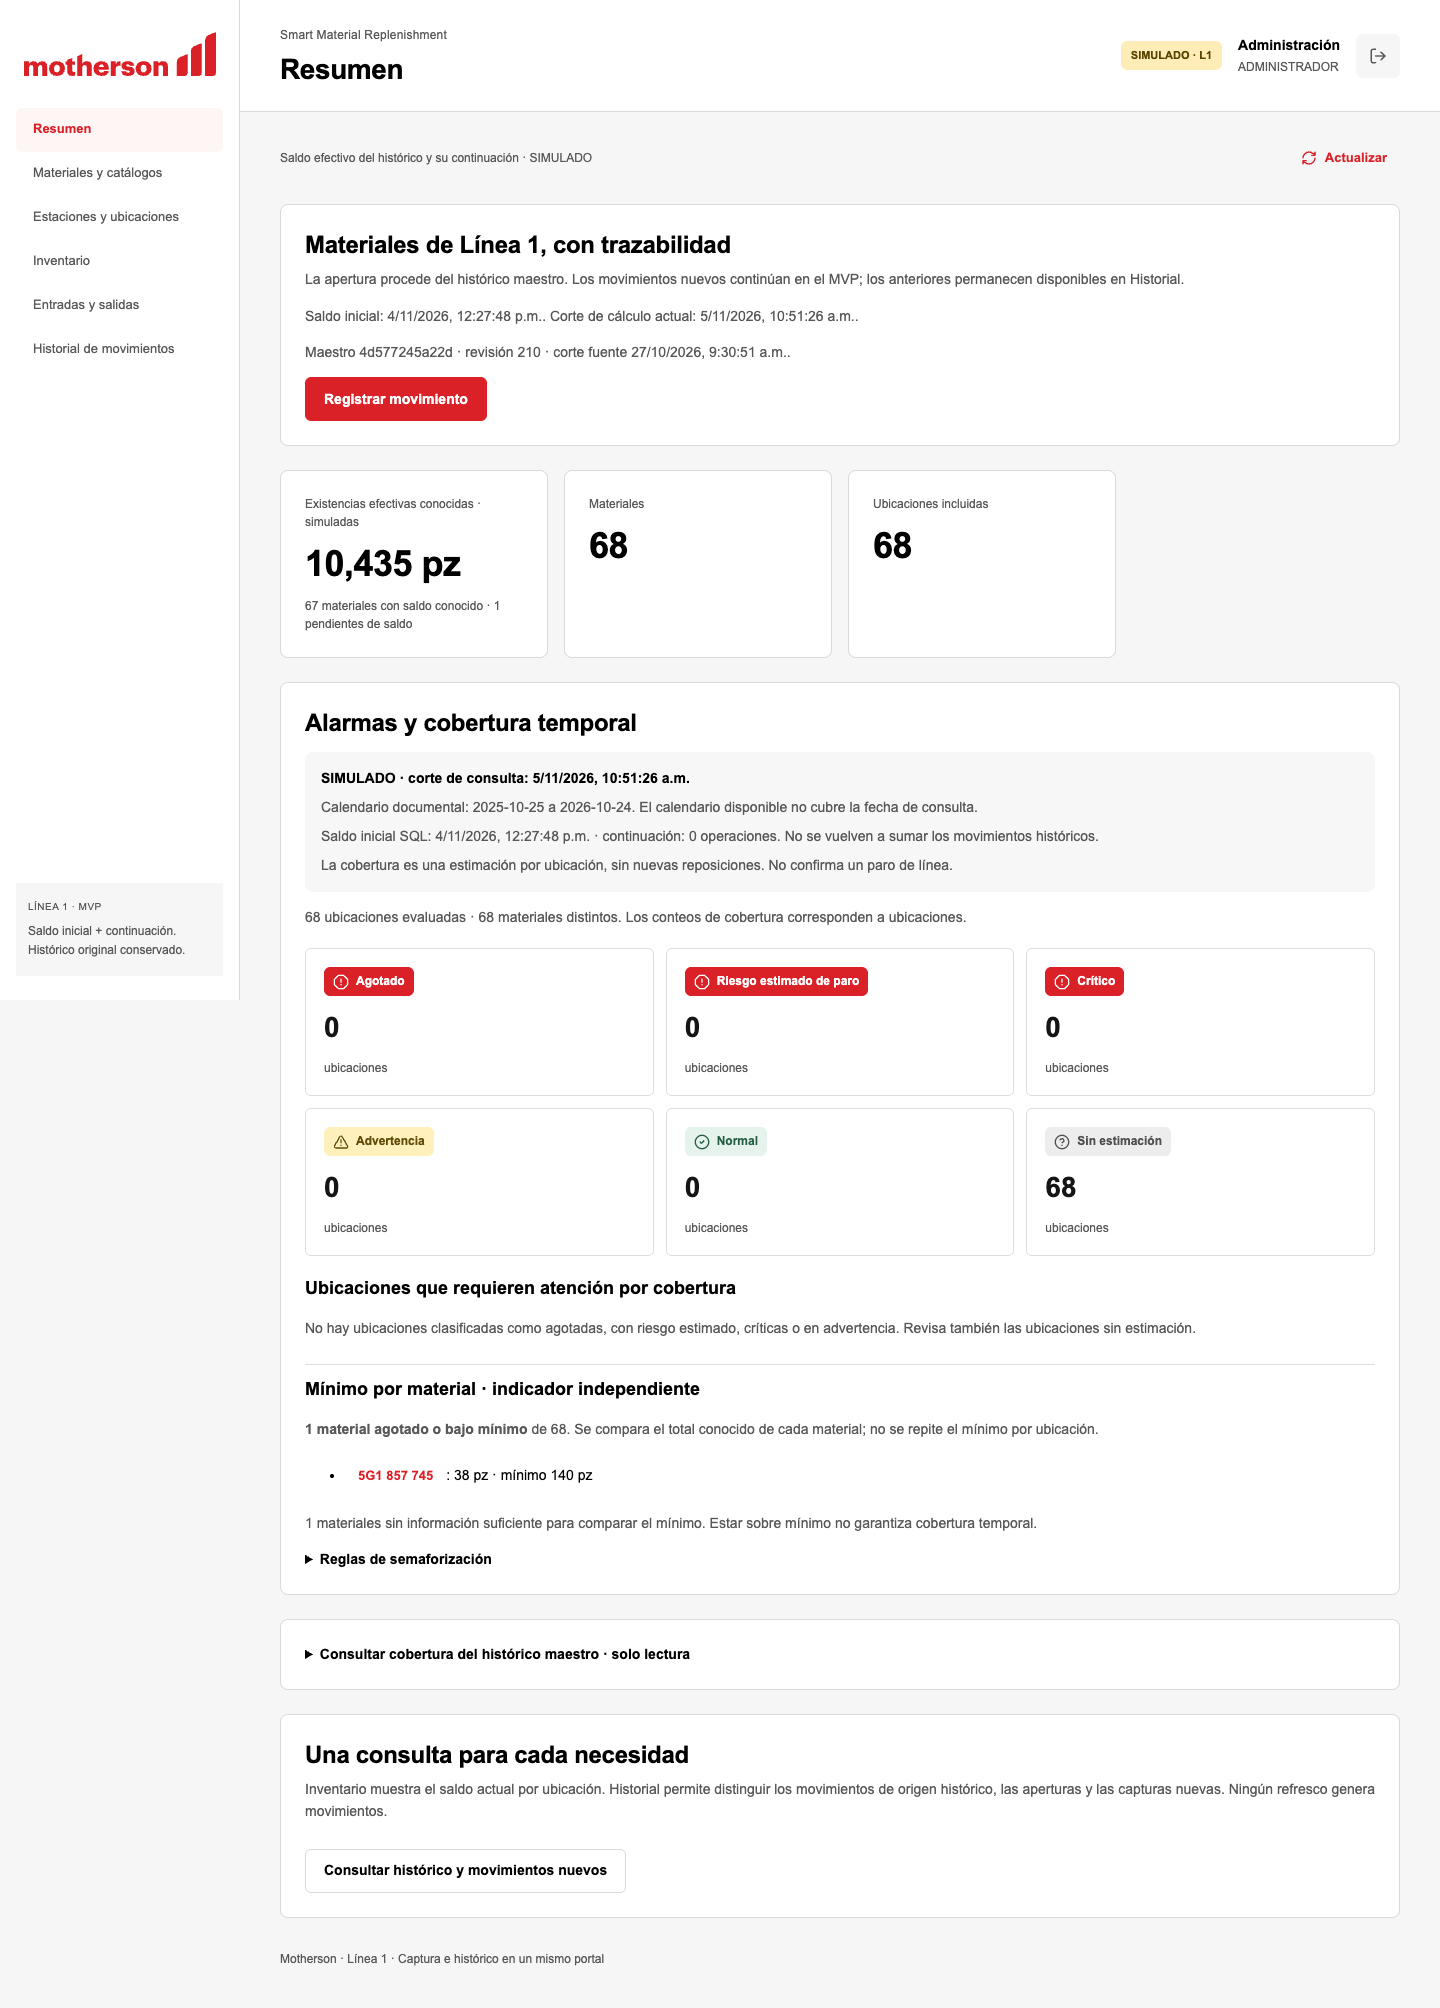 motherson
Resumen
Materiales y catálogos
Estaciones y ubicaciones
Inventario
Entradas y salidas
Historial de movimientos
LÍNEA 1 · MVP
Saldo inicial + continuación.
Histórico original conservado.
Smart Material Replenishment
Resumen
SIMULADO · L1
Administración
ADMINISTRADOR
Saldo efectivo del histórico y su continuación · SIMULADO
Actualizar
Materiales de Línea 1, con trazabilidad
La apertura procede del histórico maestro. Los movimientos nuevos continúan en el MVP; los anteriores permanecen disponibles en Historial.
Saldo inicial: 4/11/2026, 12:27:48 p.m.. Corte de cálculo actual: 5/11/2026, 10:51:26 a.m..
Maestro 4d577245a22d · revisión 210 · corte fuente 27/10/2026, 9:30:51 a.m..
Registrar movimiento
Existencias efectivas conocidas ·
simuladas
10,435 pz
67 materiales con saldo conocido · 1
pendientes de saldo
Materiales
68
Ubicaciones incluidas
68
Alarmas y cobertura temporal
SIMULADO · corte de consulta: 5/11/2026, 10:51:26 a.m.
Calendario documental: 2025-10-25 a 2026-10-24. El calendario disponible no cubre la fecha de consulta.
Saldo inicial SQL: 4/11/2026, 12:27:48 p.m. · continuación: 0 operaciones. No se vuelven a sumar los movimientos históricos.
La cobertura es una estimación por ubicación, sin nuevas reposiciones. No confirma un paro de línea.
68 ubicaciones evaluadas · 68 materiales distintos. Los conteos de cobertura corresponden a ubicaciones.
Agotado
0
ubicaciones
Riesgo estimado de paro
0
ubicaciones
Crítico
0
ubicaciones
Advertencia
0
ubicaciones
Normal
0
ubicaciones
Sin estimación
68
ubicaciones
Ubicaciones que requieren atención por cobertura
No hay ubicaciones clasificadas como agotadas, con riesgo estimado, críticas o en advertencia. Revisa también las ubicaciones sin estimación.
Mínimo por material · indicador independiente
1 material agotado o bajo mínimo de 68. Se compara el total conocido de cada material; no se repite el mínimo por ubicación.
• 5G1 857 745 : 38 pz · mínimo 140 pz
1 materiales sin información suficiente para comparar el mínimo. Estar sobre mínimo no garantiza cobertura temporal.
Reglas de semaforización
Consultar cobertura del histórico maestro · solo lectura
Una consulta para cada necesidad
Inventario muestra el saldo actual por ubicación. Historial permite distinguir los movimientos de origen histórico, las aperturas y las capturas nuevas. Ningún refresco genera
movimientos.
Consultar histórico y movimientos nuevos
Motherson · Línea 1 · Captura e histórico en un mismo portal